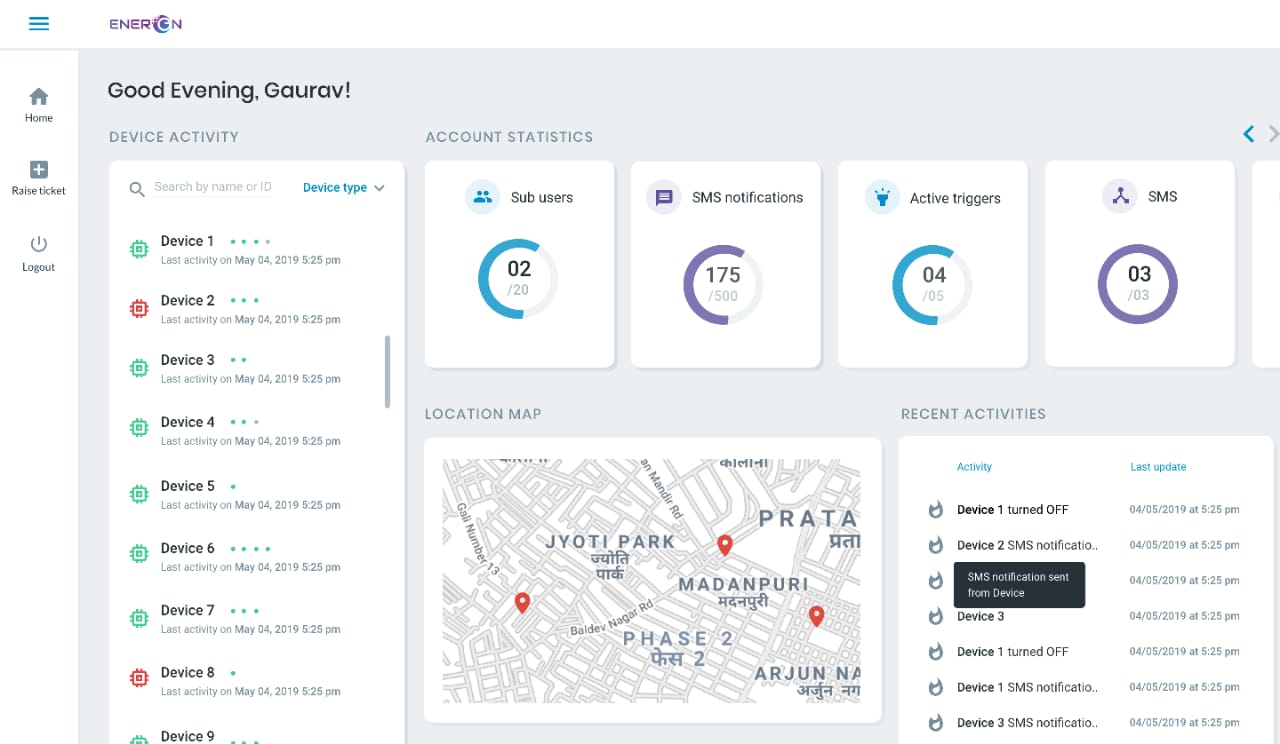 ENERGON
Good Evening, Gaurav!
Home
Raise ticket
Logout
DEVICE ACTIVITY
Search by name or ID
Device type
Device 1
Last activity on May 04, 2019 5:25 pm
Device 2
Last activity on May 04, 2019 5:25 pm
Device 3
Last activity on May 04, 2019 5:25 pm
Device 4
Last activity on May 04, 2019 5:25 pm
Device 5
Last activity on May 04, 2019 5:25 pm
Device 6
Last activity on May 04, 2019 5:25 pm
Device 7
Last activity on May 04, 2019 5:25 pm
Device 8
Last activity on May 04, 2019 5:25 pm
Device 9
ACCOUNT STATISTICS
Sub users
02
/20
SMS notifications
175
/500
Active triggers
04
/05
SMS
03
/03
LOCATION MAP
कालोनी
an Mandir Rd
Gali Number 13
PRATA
प्रता
JYOTI PARK
ज्योति
पार्क
MADANPURI
मदनपुरी
Baldev Nagar Rd
PHASE 2
फेस 2
ARJUN NA
अर्जुन नग
RECENT ACTIVITIES
Activity Last update
Device 1 turned OFF 04/05/2019 at 5:25 pm
Device 2 SMS notificatio.. 04/05/2019 at 5:25 pm
SMS notification sent
from Device
04/05/2019 at 5:25 pm
Device 3 04/05/2019 at 5:25 pm
Device 1 turned OFF 04/05/2019 at 5:25 pm
Device 1 SMS notificatio.. 04/05/2019 at 5:25 pm
Device 3 SMS notificatio.. 04/05/2019 at 5:25 pm